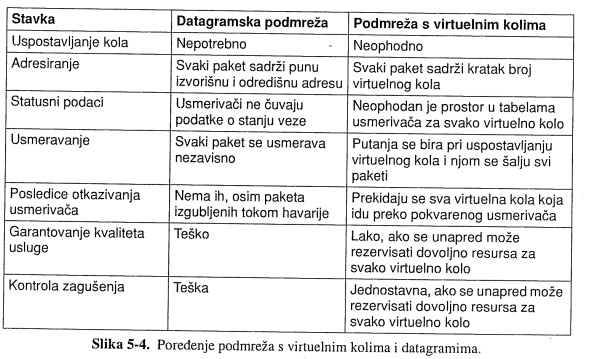 Stavka
Datagramska podmreža
Podmreža s virtuelnim kolima
Uspostavljanje kola
Nepotrebno
Neophodno
Adresiranje
Svaki paket sadrži punu
izvorišnu i odredišnu adresu
Svaki paket sadrži kratak broj
virtuelnog kola
Statusni podaci
Usmerivači ne čuvaju
podatke o stanju veze
Neophodan je prostor u tabelama
usmerivača za svako virtuelno kolo
Usmeravanje
Svaki paket se usmerava
nezavisno
Putanja se bira pri uspostavljanju
virtuelnog kola i njom se šalju svi
paketi
Posledice otkazivanja
usmerivača
Nema ih, osim paketa
izgubljenih tokom havarije
Prekidaju se sva virtuelna kola koja
idu preko pokvarenog usmerivača
Garantovanje kvaliteta
usluge
Teško
Lako, ako se unapred može
rezervisati dovoljno resursa za
svako virtuelno kolo
Kontrola zagušenja
Teška
Jednostavna, ako se unapred može
rezervisati dovoljno resursa za
svako virtuelno kolo
Slika 5-4. Poređenje podmreža s virtuelnim kolima i datagramima.